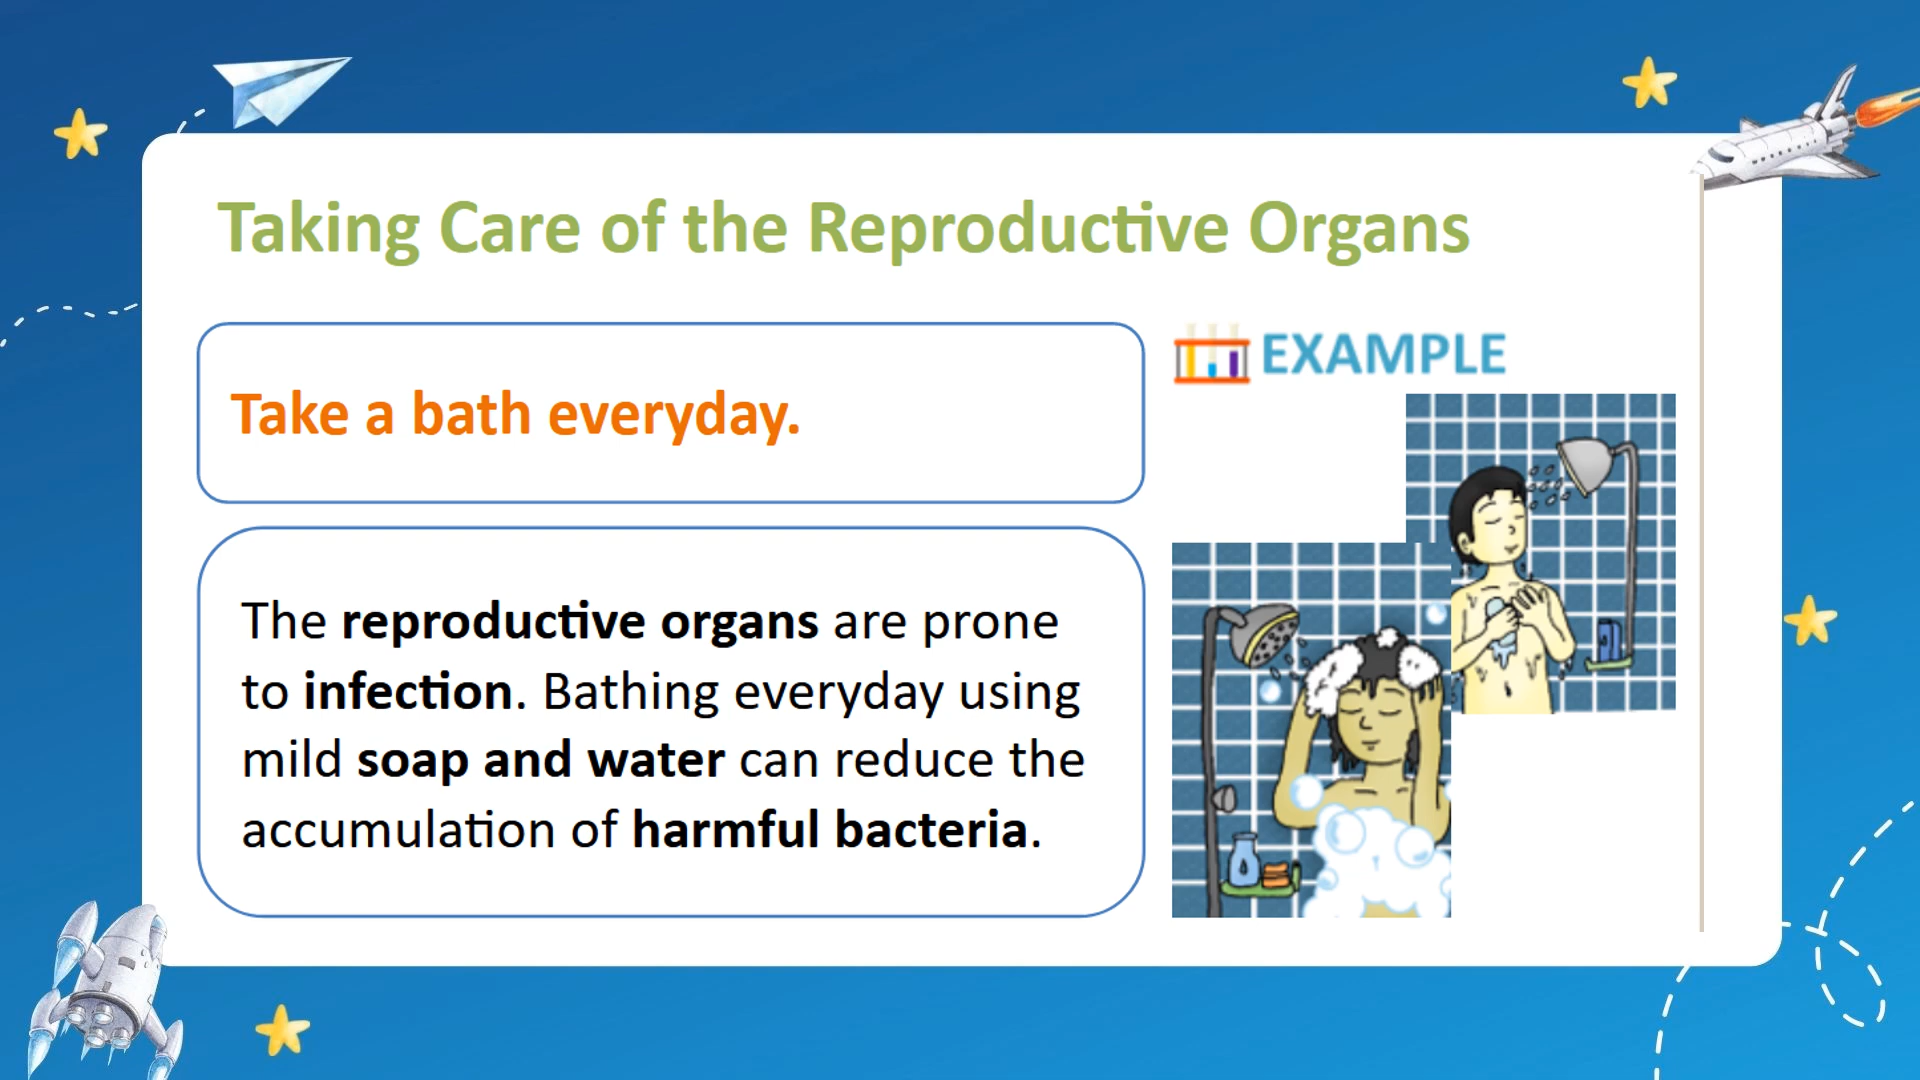 Taking Care of the Reproductive Organs
Take a bath everyday.
The reproductive organs are prone
to infection. Bathing everyday using
mild soap and water can reduce the
accumulation of harmful bacteria.
EXAMPLE